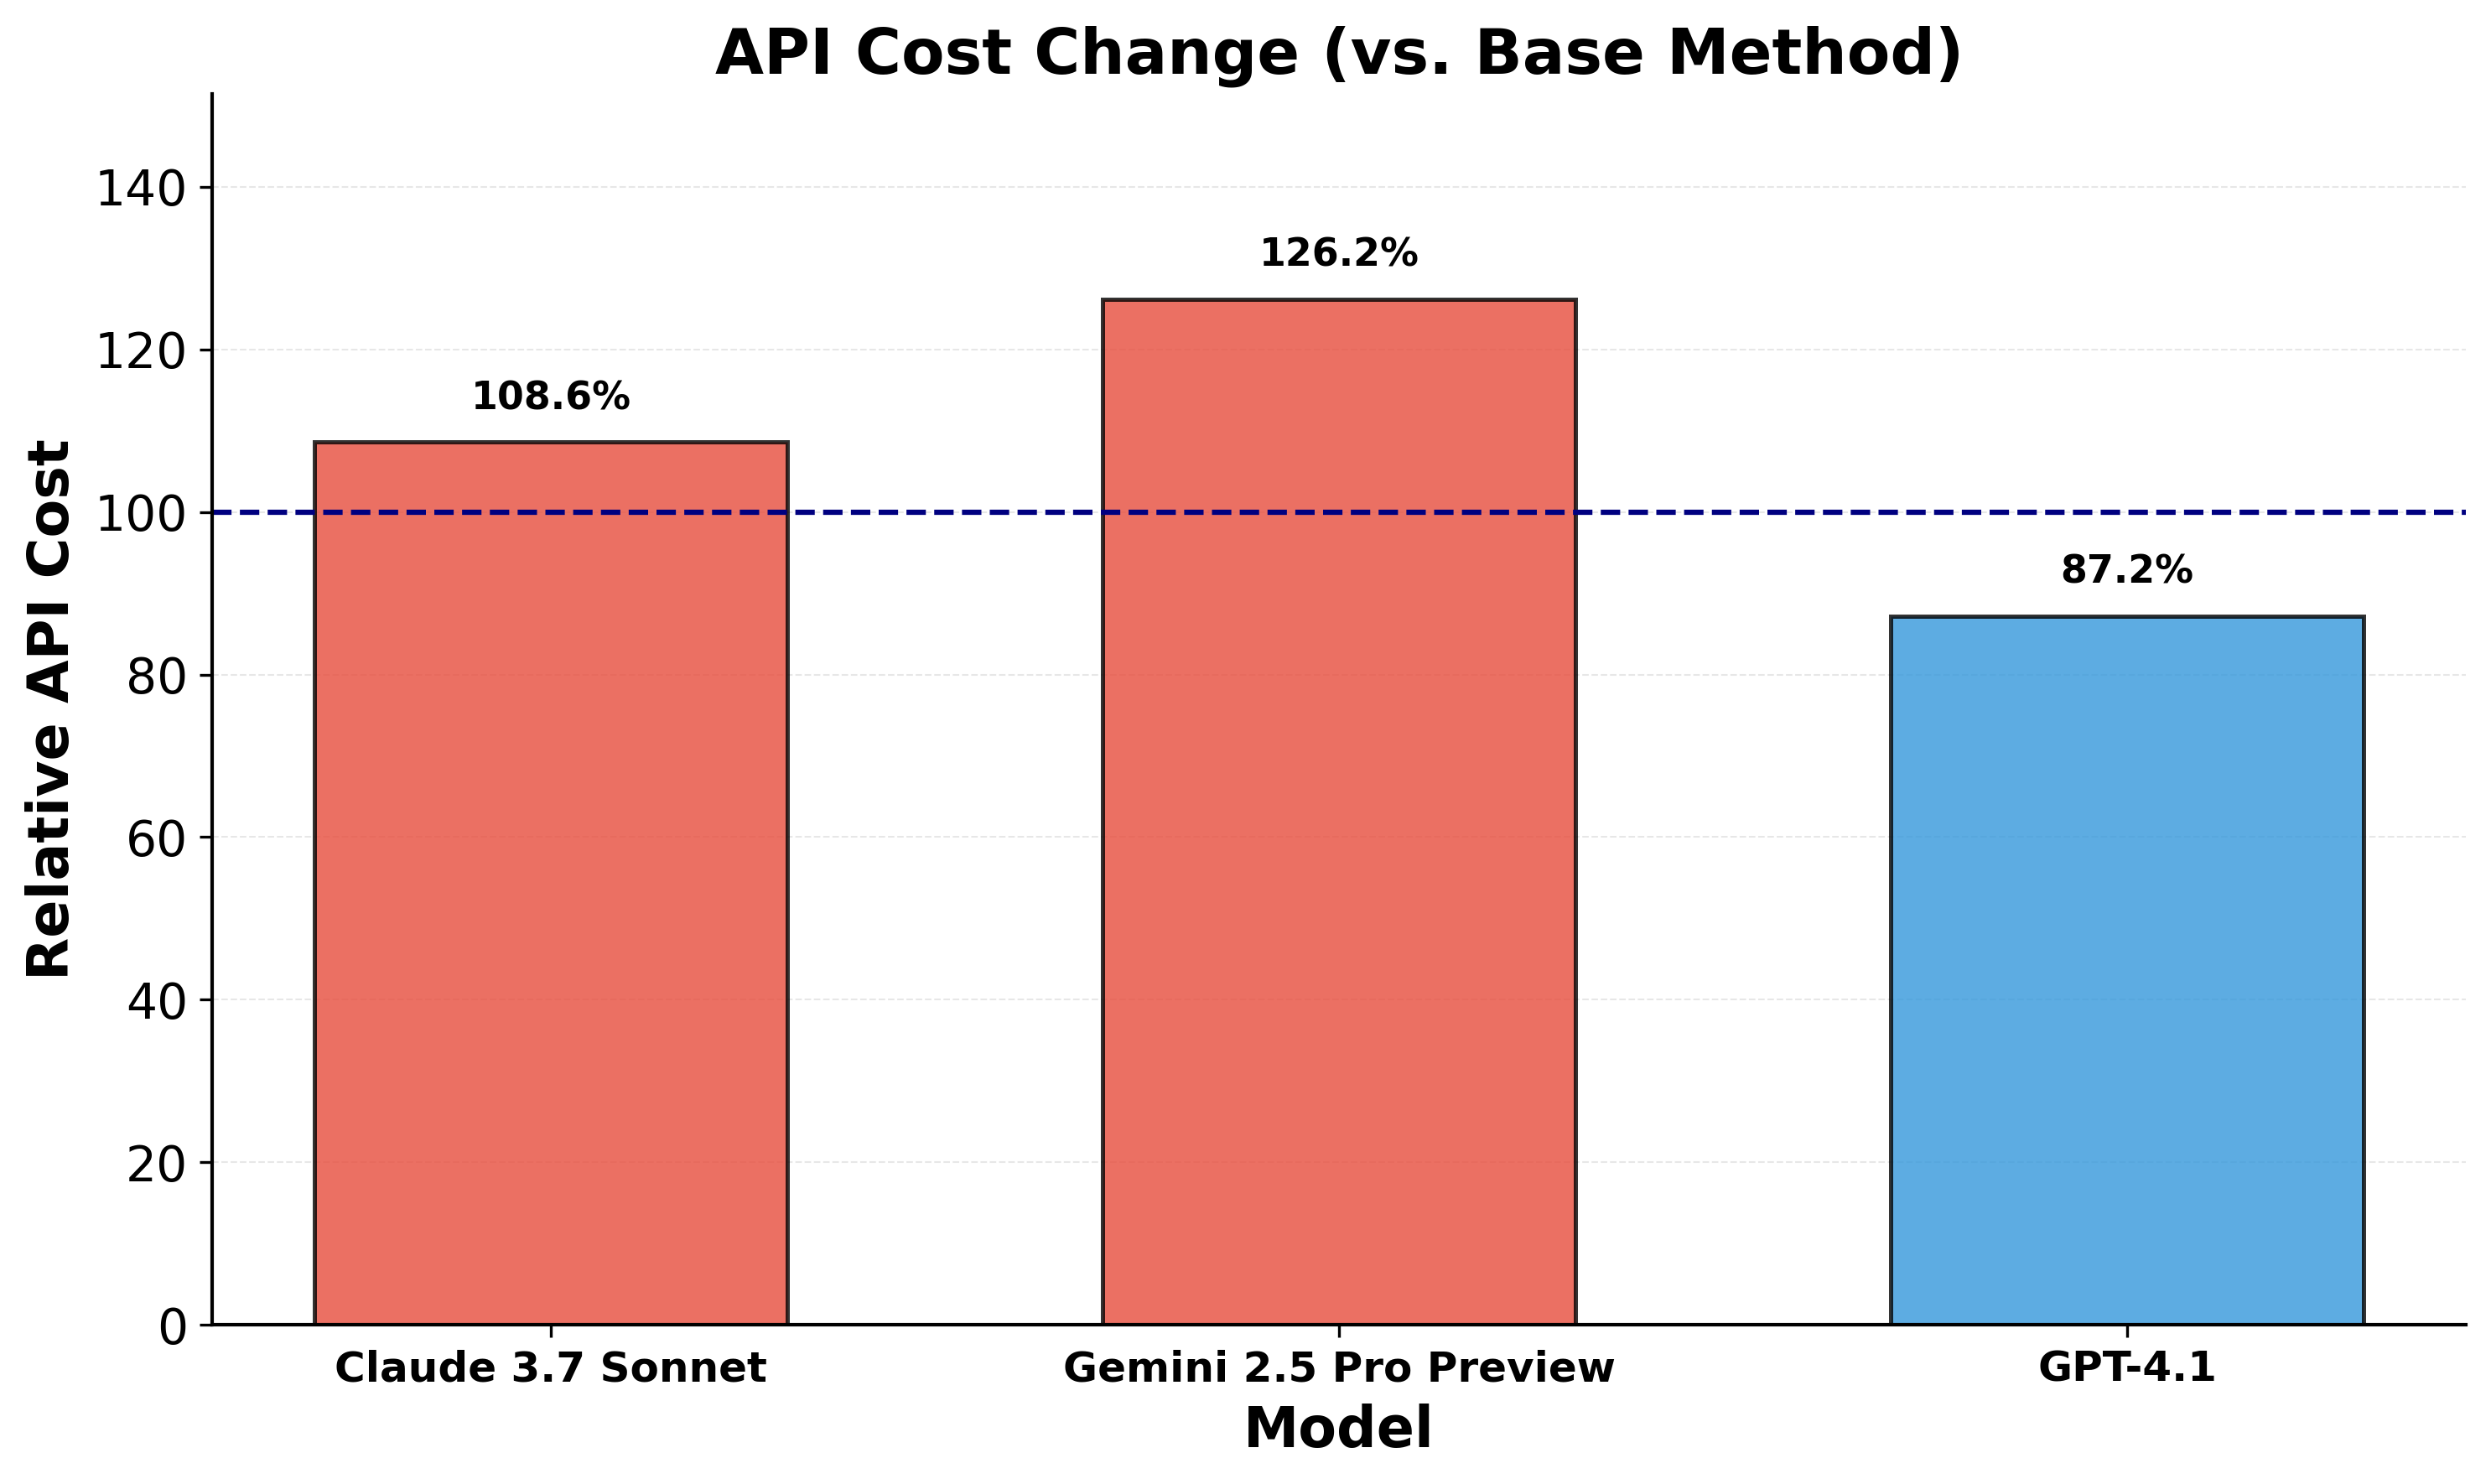 API Cost Change (vs. Base Method)
Relative API Cost
140
120
100
80
60
40
20
0
108.6%
126.2%
87.2%
Claude 3.7 Sonnet
Gemini 2.5 Pro Preview
GPT-4.1
Model